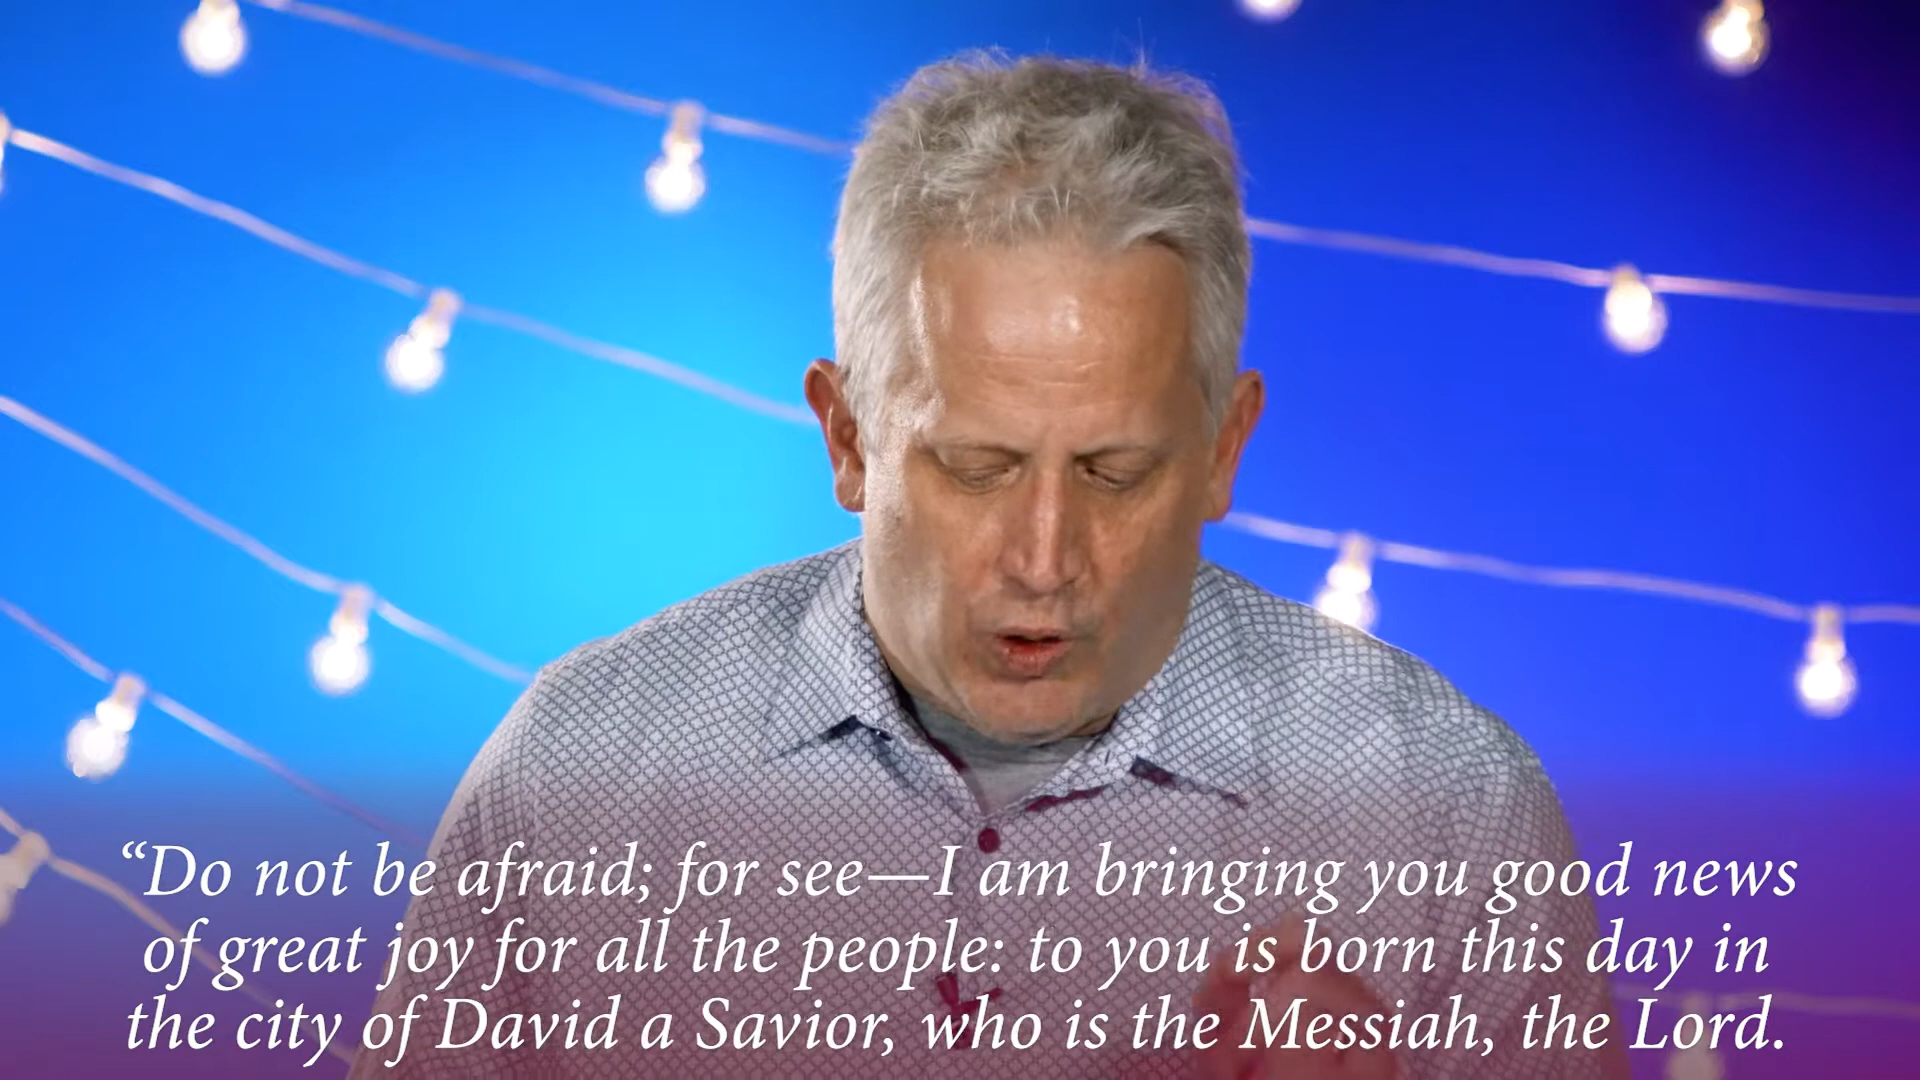 “Do not be afraid; for see—I am bringing you good news
of great joy for all the people: to you is born this day in
the city of David a Savior, who is the Messiah, the Lord.